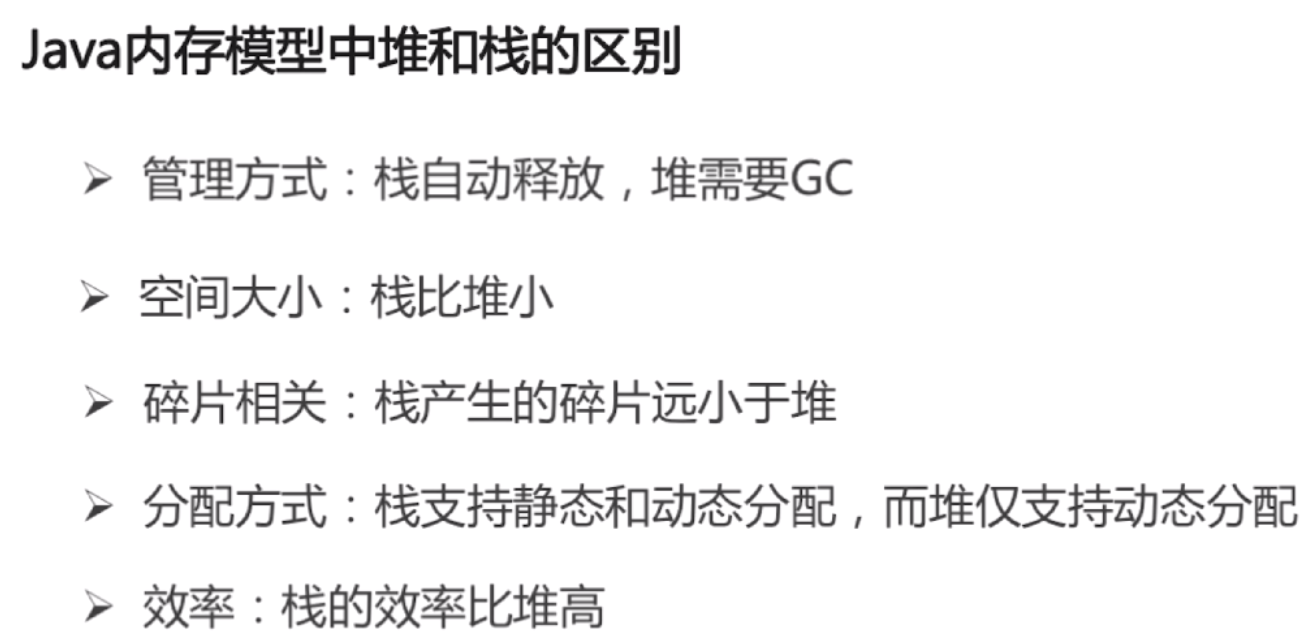 Java内存模型中堆和栈的区别
➢ 管理方式：栈自动释放，堆需要GC
➢ 空间大小：栈比堆小
➢ 碎片相关：栈产生的碎片远小于堆
➢ 分配方式：栈支持静态和动态分配，而堆仅支持动态分配
➢ 效率：栈的效率比堆高